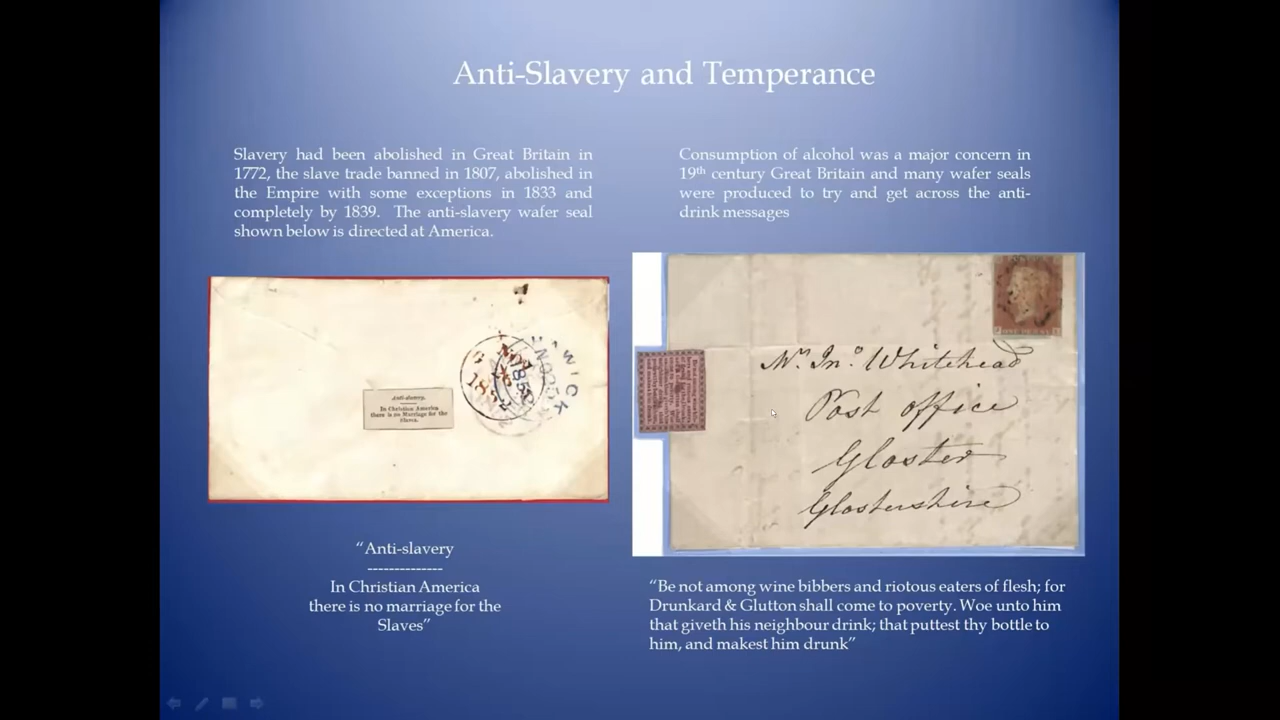 Anti-Slavery and Temperance
Slavery had been abolished in Great Britain in
1772, the slave trade banned in 1807, abolished in
the Empire with some exceptions in 1833 and
completely by 1839. The anti-slavery wafer seal
shown below is directed at America.
Consumption of alcohol was a major concern in
19th century Great Britain and many wafer seals
were produced to try and get across the anti-
drink messages
Anti-slavery.
In Christian America
there is no Marriage for the
Slaves.
WICK
Mr. Jno. Whitehead
Post office
Gloster
Glostershire
"Anti-slavery
--------------
In Christian America
there is no marriage for the
Slaves"
"Be not among wine bibbers and riotous eaters of flesh; for
Drunkard & Glutton shall come to poverty. Woe unto him
that giveth his neighbour drink; that puttest thy bottle to
him, and makest him drunk"